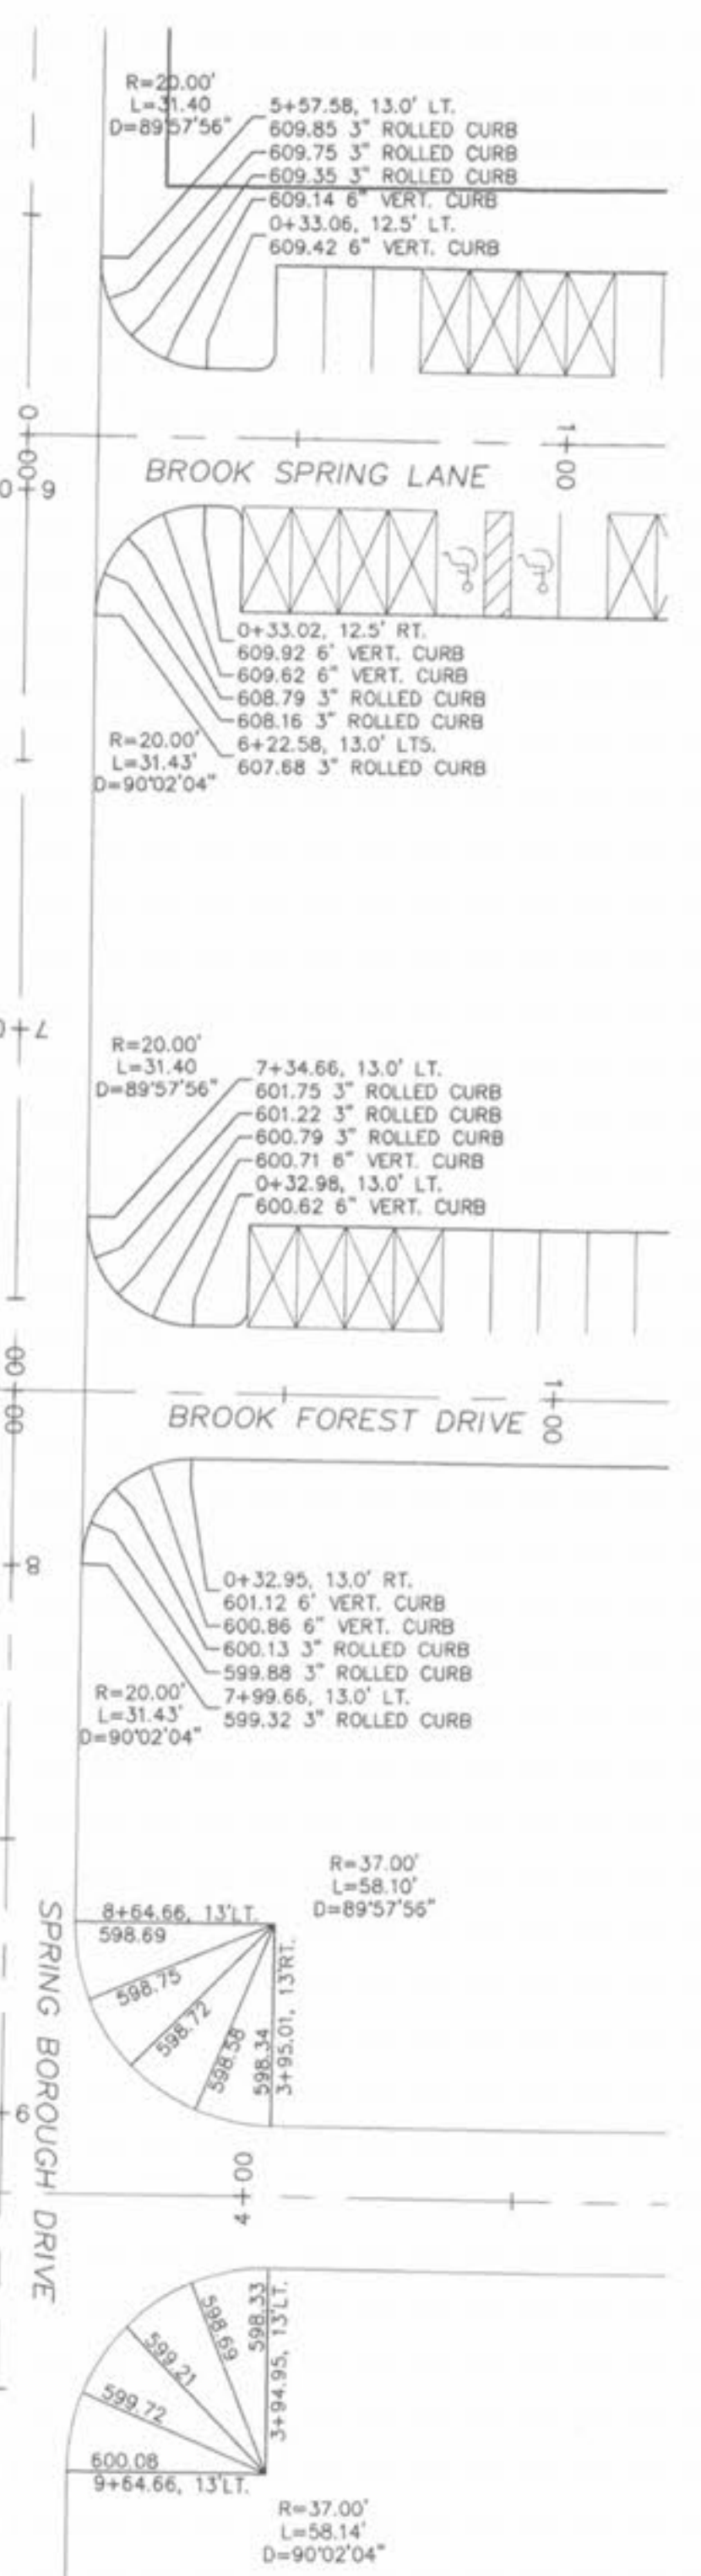 R=20.00'
L=31.40
D=89°57'56"
5+57.58, 13.0' LT.
609.85 3" ROLLED CURB
609.75 3" ROLLED CURB
609.35 3" ROLLED CURB
609.14 6" VERT. CURB
0+33.06, 12.5' LT.
609.42 6" VERT. CURB
0+00
1+00
BROOK SPRING LANE
6
0+33.02, 12.5' RT.
609.92 6' VERT. CURB
609.62 6" VERT. CURB
608.79 3" ROLLED CURB
608.16 3" ROLLED CURB
6+22.58, 13.0' LT5.
607.68 3" ROLLED CURB
R=20.00'
L=31.43'
D=90°02'04"
7
R=20.00'
L=31.40
D=89°57'56"
7+34.66, 13.0' LT.
601.75 3" ROLLED CURB
601.22 3" ROLLED CURB
600.79 3" ROLLED CURB
600.71 6" VERT. CURB
0+32.98, 13.0' LT.
600.62 6" VERT. CURB
00+00
1+00
BROOK FOREST DRIVE
8
0+32.95, 13.0' RT.
601.12 6' VERT. CURB
600.86 6" VERT. CURB
600.13 3" ROLLED CURB
599.88 3" ROLLED CURB
7+99.66, 13.0' LT.
599.32 3" ROLLED CURB
R=20.00'
L=31.43'
D=90°02'04"
R=37.00'
L=58.10'
D=89°57'56"
8+64.66, 13'LT.
598.69
598.75
598.72
598.58
598.34
3+95.01, 13'RT.
9
SPRING BOROUGH DRIVE
4+00
598.33
3+94.95, 13'LT.
598.69
599.21
599.72
600.08
9+64.66, 13'LT.
R=37.00'
L=58.14'
D=90°02'04"